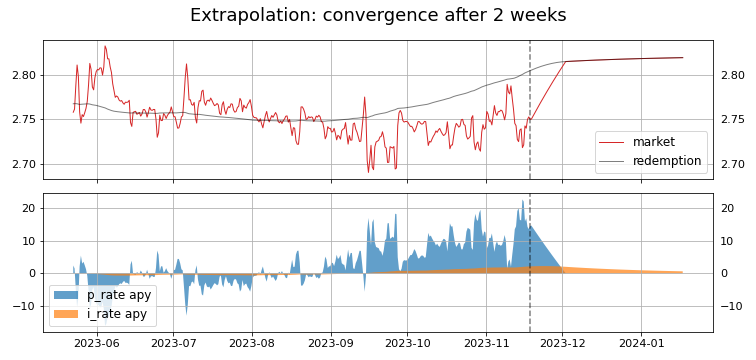 Extrapolation: convergence after 2 weeks
2.80 2.80
2.75 2.75
2.70 2.70
market
redemption
20 20
10 10
0 0
−10 −10
p_rate apy
i_rate apy
2023-06 2023-07 2023-08 2023-09 2023-10 2023-11 2023-12 2024-01